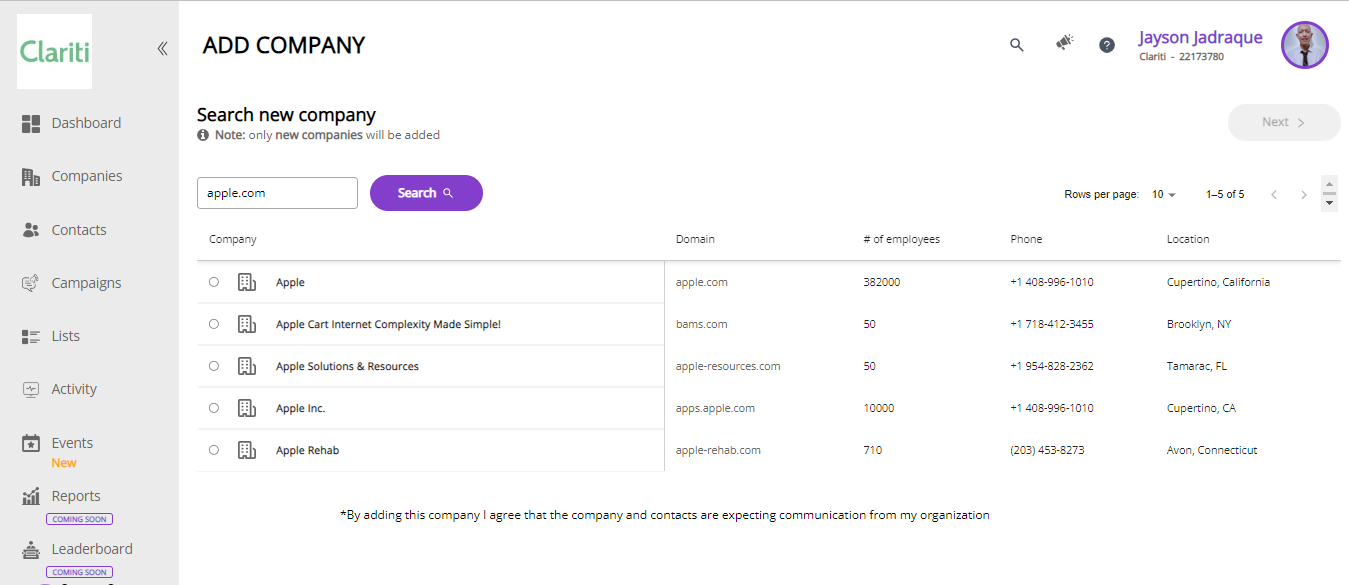 Clariti
ADD COMPANY
Jayson Jadraque
Clariti - 22173780
Dashboard
Companies
Contacts
Campaigns
Lists
Activity
Events
New
Reports
COMING SOON
Leaderboard
COMING SOON
Search new company
Note: only new companies will be added
Next
apple.com
Search
Rows per page: 10 1–5 of 5
Company Domain # of employees Phone Location
Apple apple.com 382000 +1 408-996-1010 Cupertino, California
Apple Cart Internet Complexity Made Simple! bams.com 50 +1 718-412-3455 Brooklyn, NY
Apple Solutions & Resources apple-resources.com 50 +1 954-828-2362 Tamarac, FL
Apple Inc. apps.apple.com 10000 +1 408-996-1010 Cupertino, CA
Apple Rehab apple-rehab.com 710 (203) 453-8273 Avon, Connecticut
*By adding this company I agree that the company and contacts are expecting communication from my organization